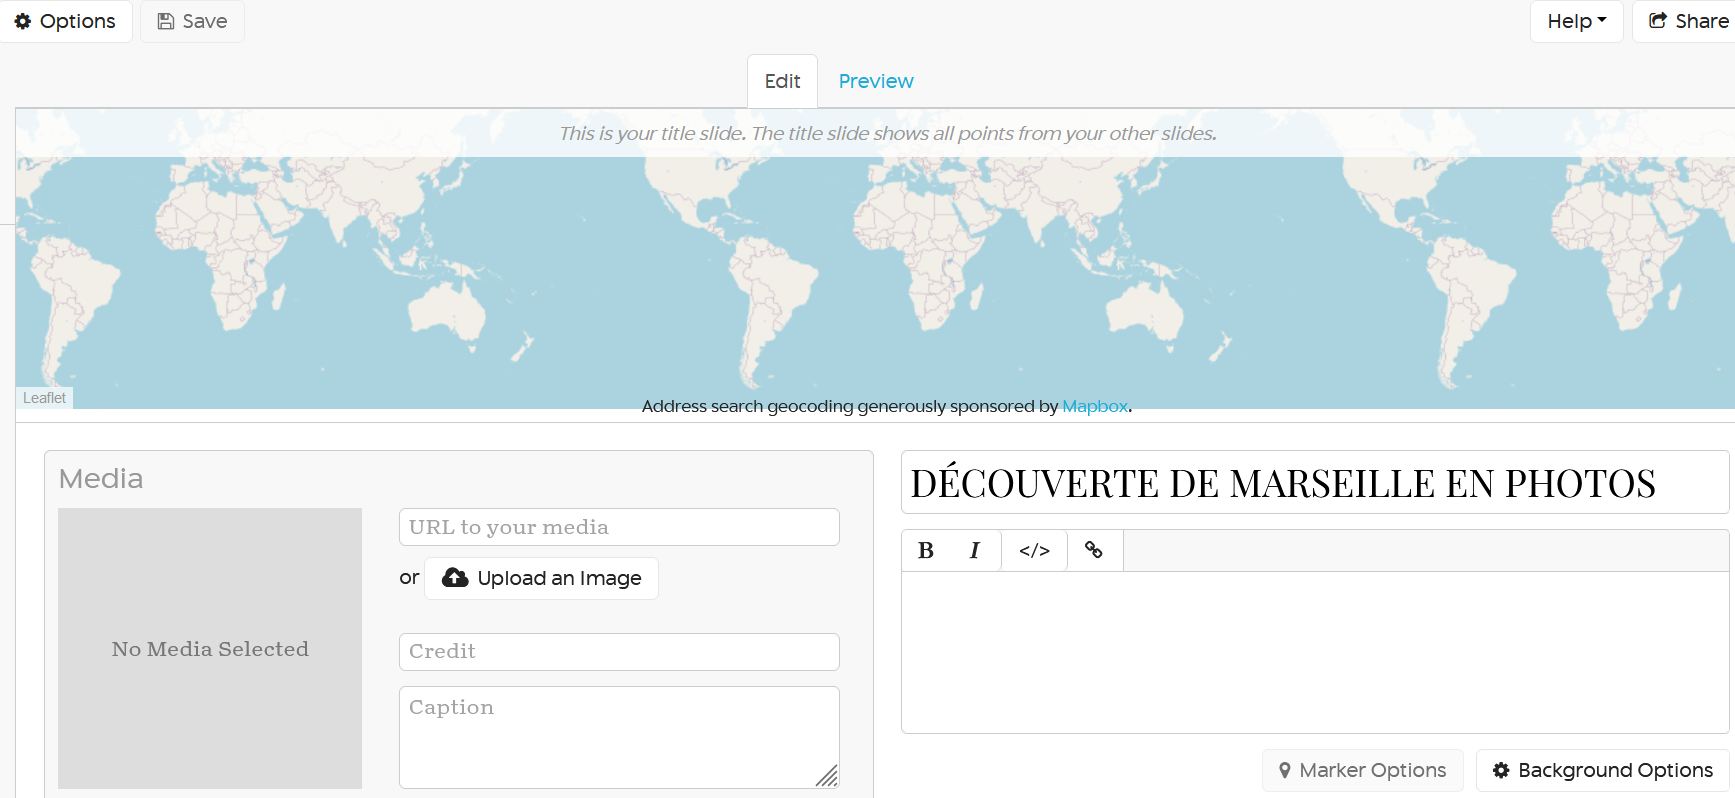 Options
Save
Help
Share
Edit
Preview
This is your title slide. The title slide shows all points from your other slides.
Leaflet
Address search geocoding generously sponsored by Mapbox.
Media
No Media Selected
URL to your media
or
Upload an Image
Credit
Caption
DÉCOUVERTE DE MARSEILLE EN PHOTOS
B I </>
Marker Options
Background Options